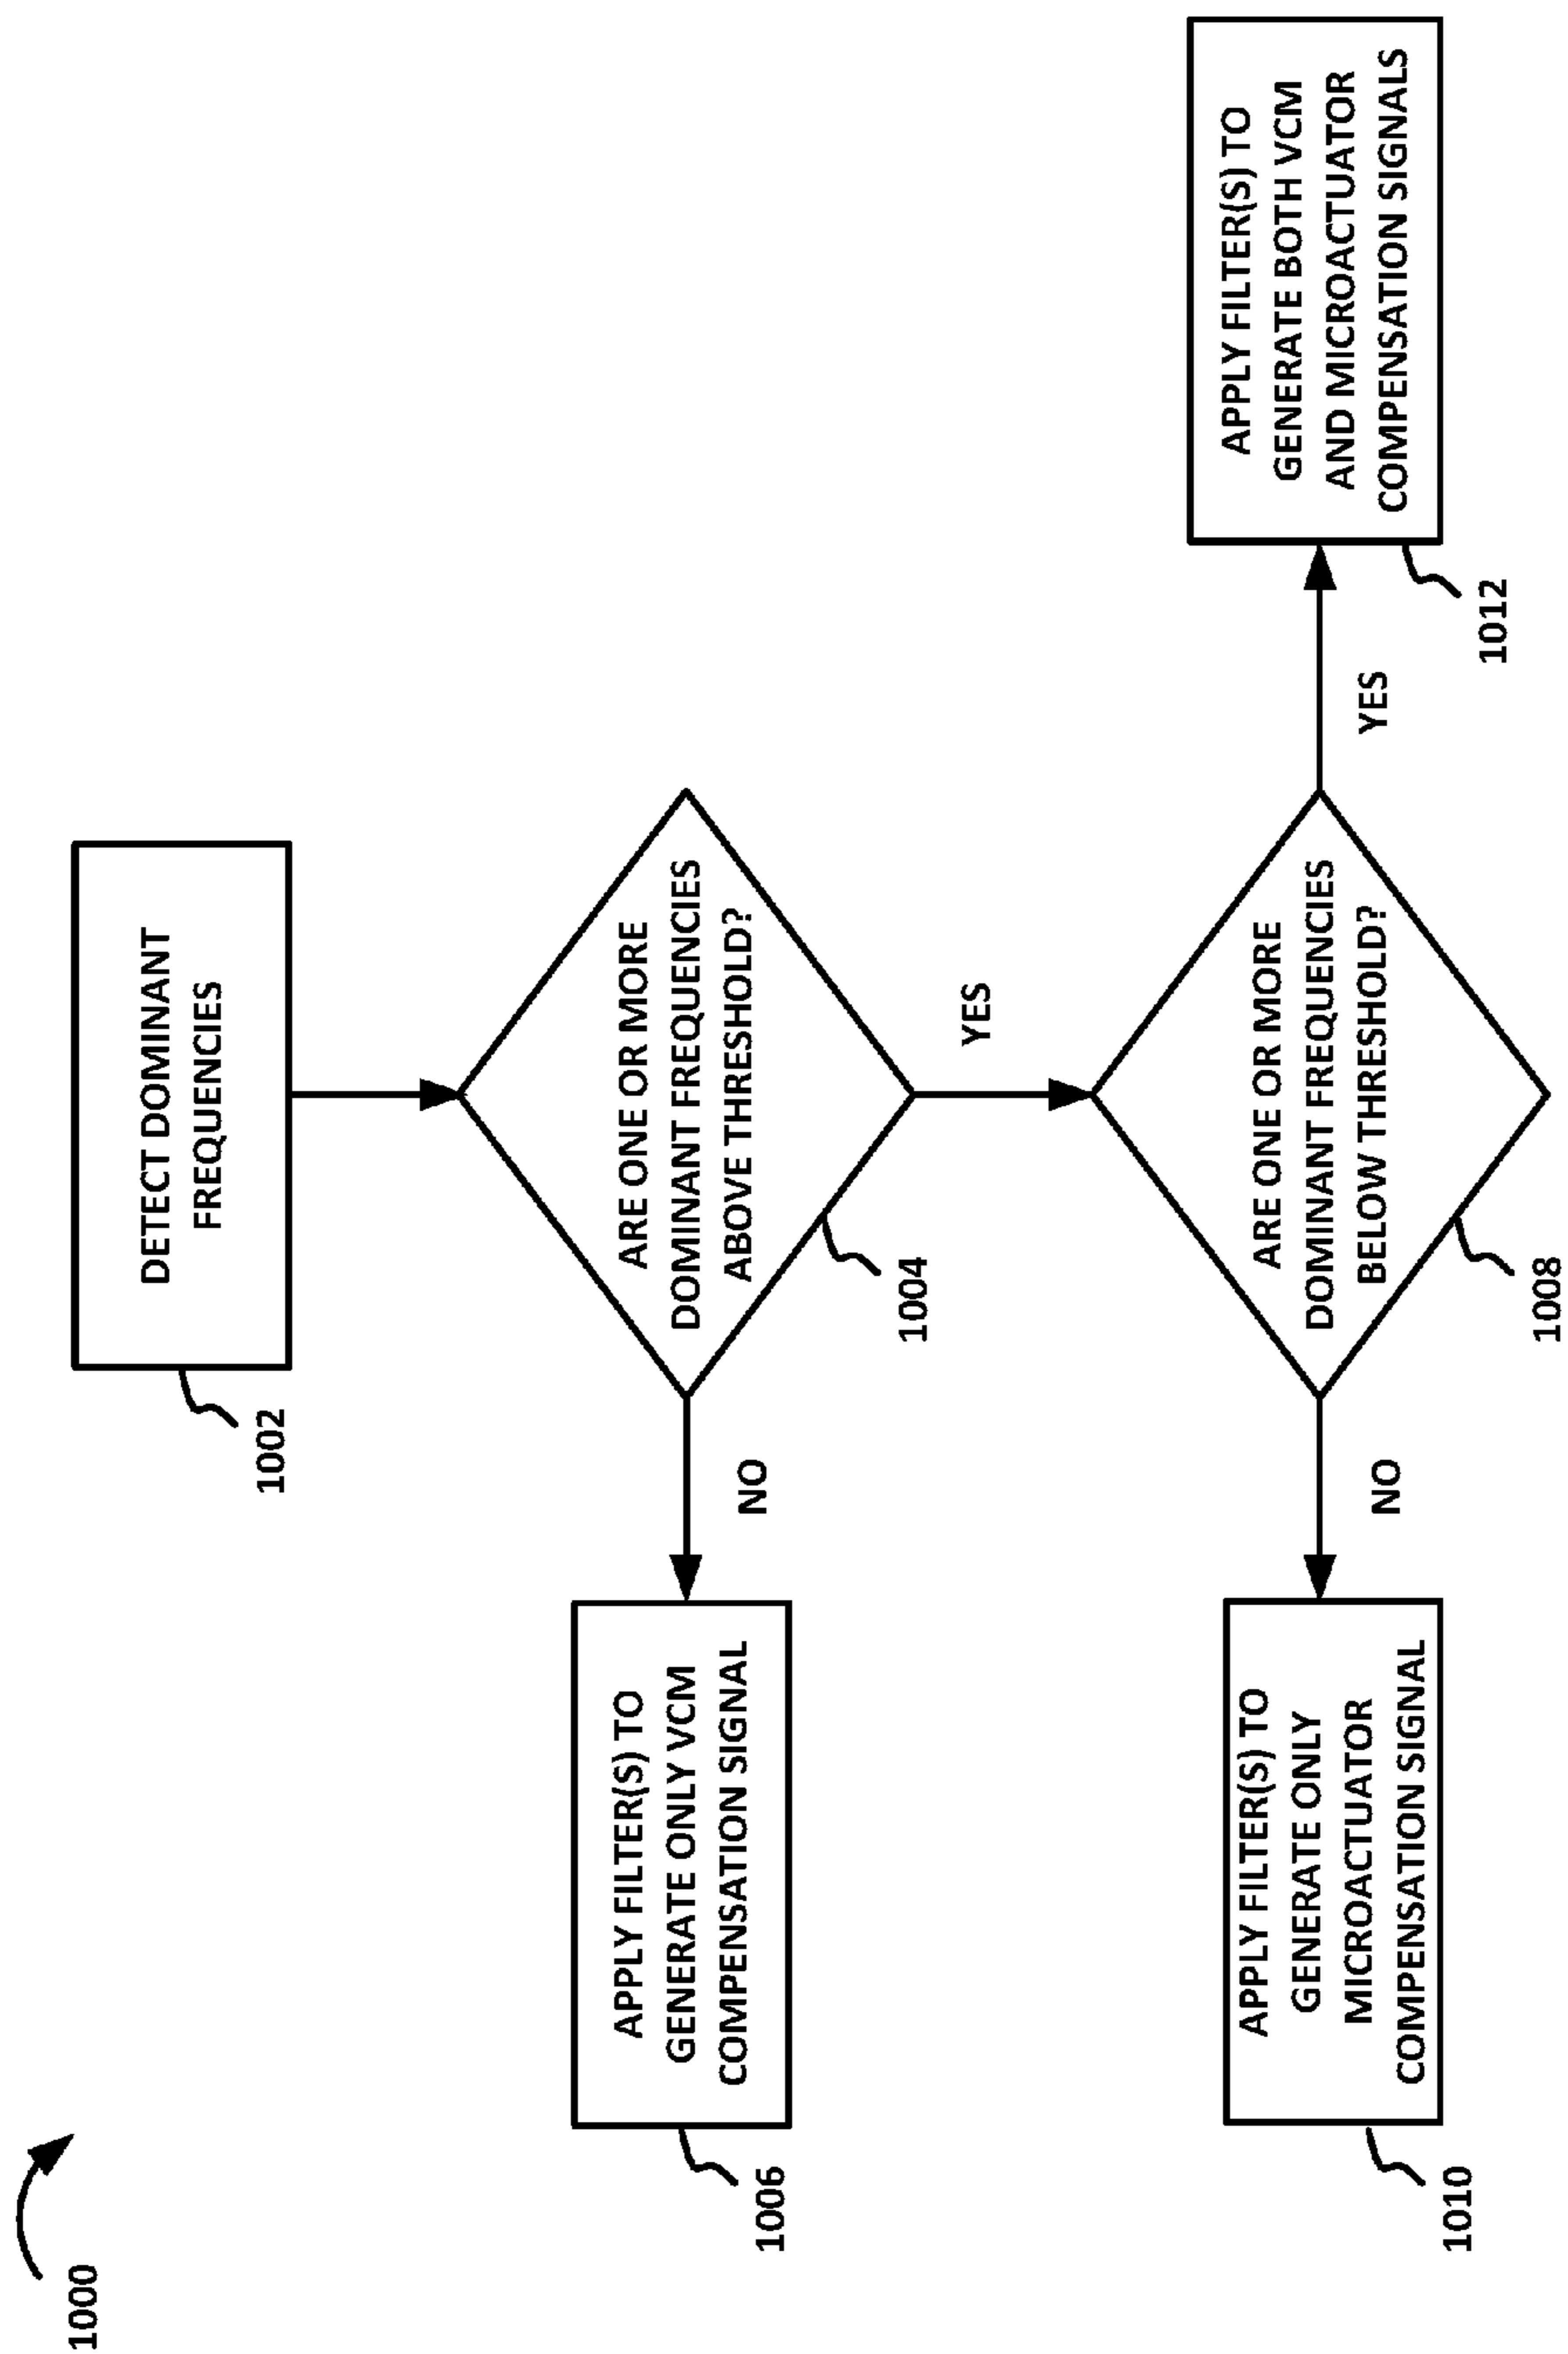 1000
DETECT DOMINANT
FREQUENCIES
1002
ARE ONE OR MORE
DOMINANT FREQUENCIES
ABOVE THRESHOLD?
1004
NO
YES
APPLY FILTER(S) TO
GENERATE ONLY VCM
COMPENSATION SIGNAL
1006
ARE ONE OR MORE
DOMINANT FREQUENCIES
BELOW THRESHOLD?
1008
NO
YES
APPLY FILTER(S) TO
GENERATE ONLY
MICROACTUATOR
COMPENSATION SIGNAL
1010
APPLY FILTER(S) TO
GENERATE BOTH VCM
AND MICROACTUATOR
COMPENSATION SIGNALS
1012